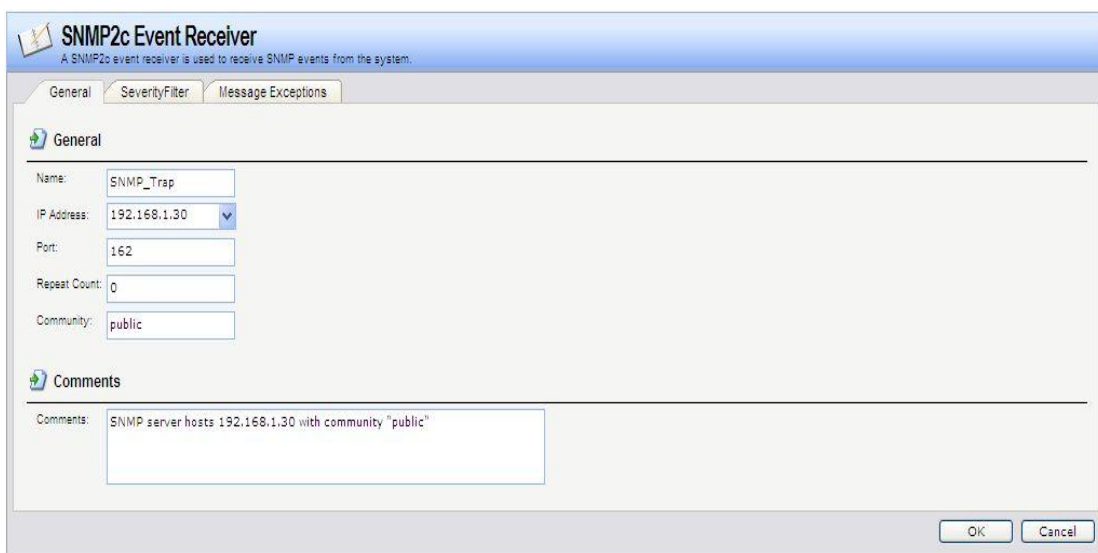 SNMP2c Event Receiver
A SNMP2c event receiver is used to receive SNMP events from the system.
General SeverityFilter Message Exceptions
General
Name: SNMP_Trap
IP Address: 192.168.1.30
Port: 162
Repeat Count: 0
Community: public
Comments
Comments: SNMP server hosts 192.168.1.30 with community "public"
OK Cancel